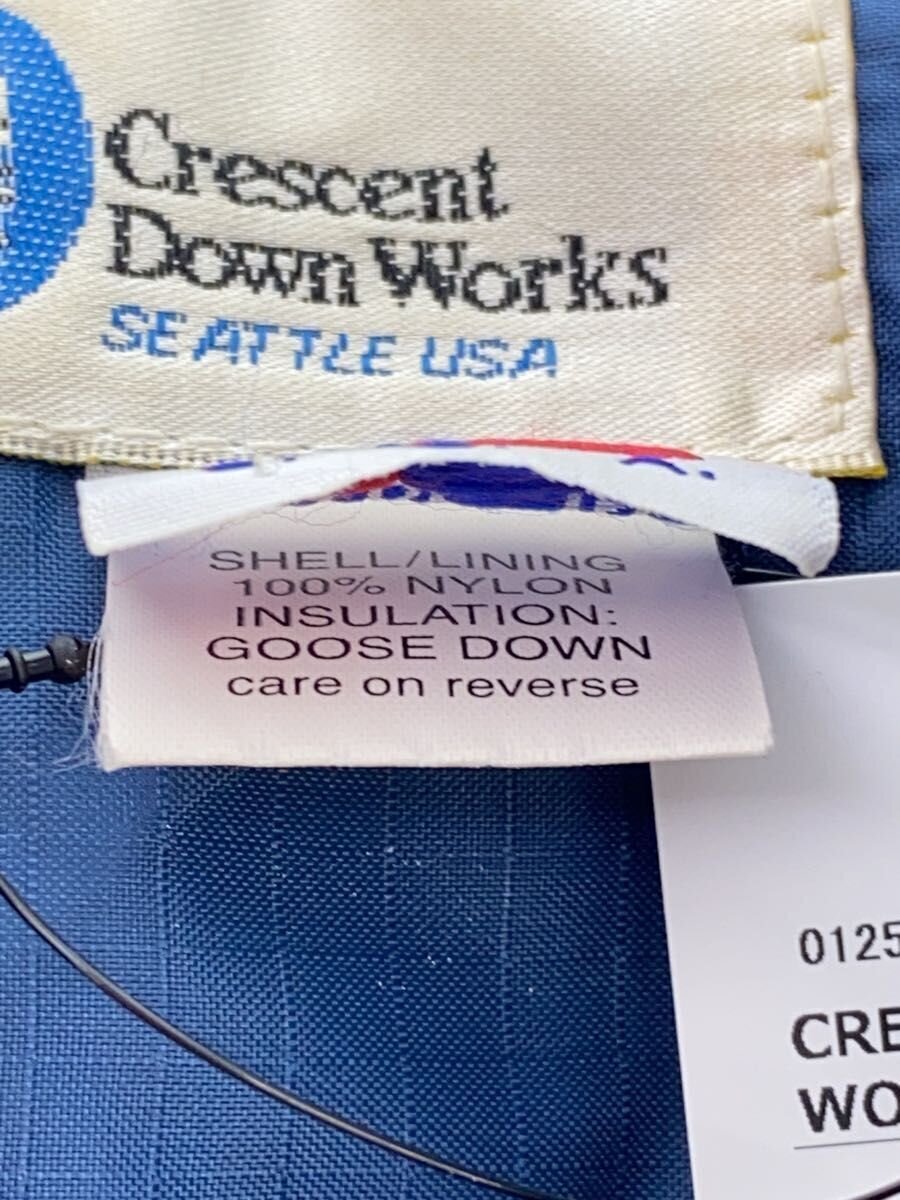 Crescent
Down Works
SEATTLE USA
SHELL/LINING
100% NYLON
INSULATION:
GOOSE DOWN
care on reverse
0125
CRE
WO